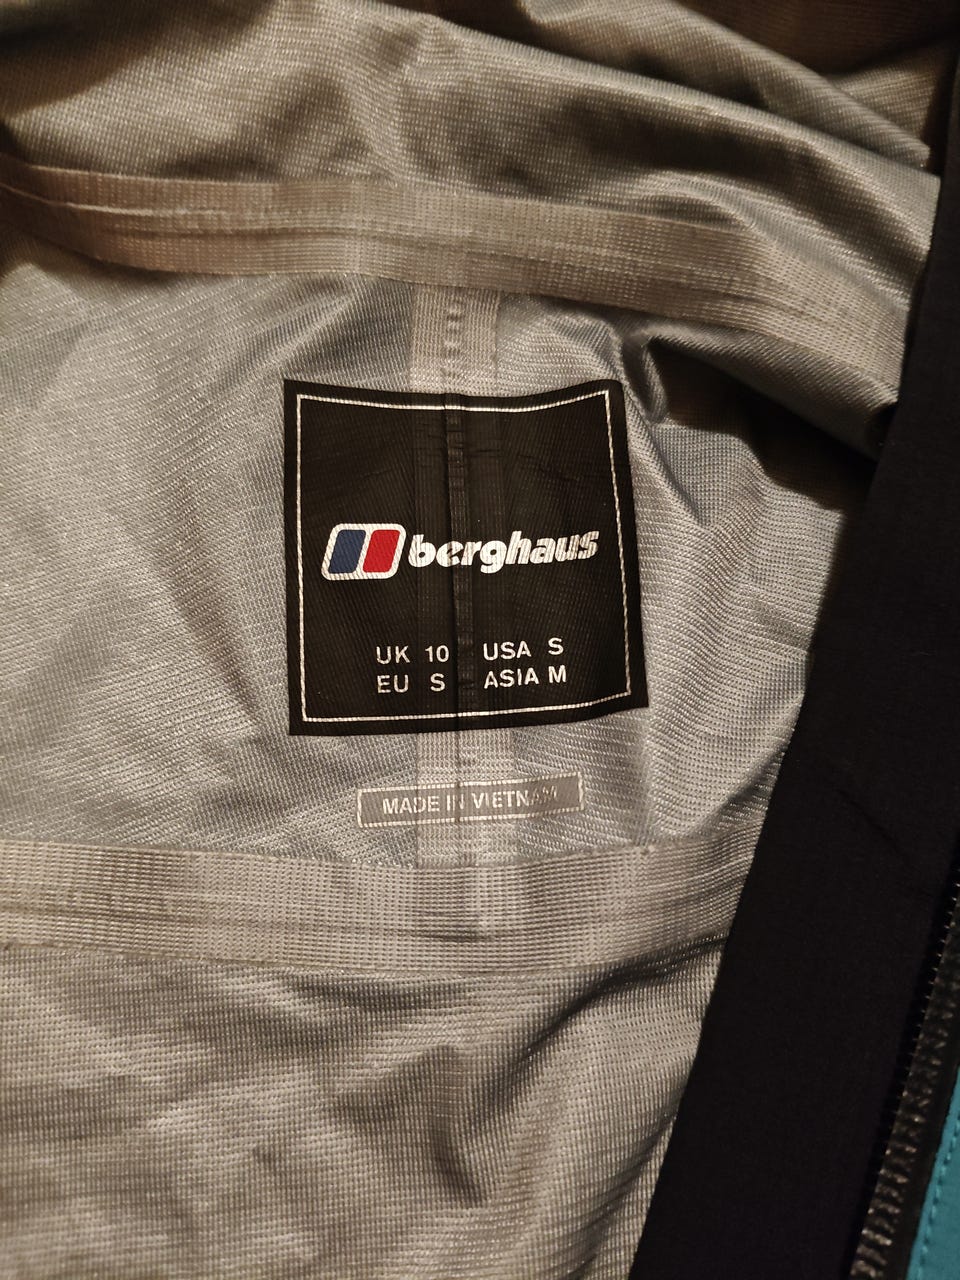 berghaus
UK 10 USA S
EU S ASIA M
MADE IN VIETNAM